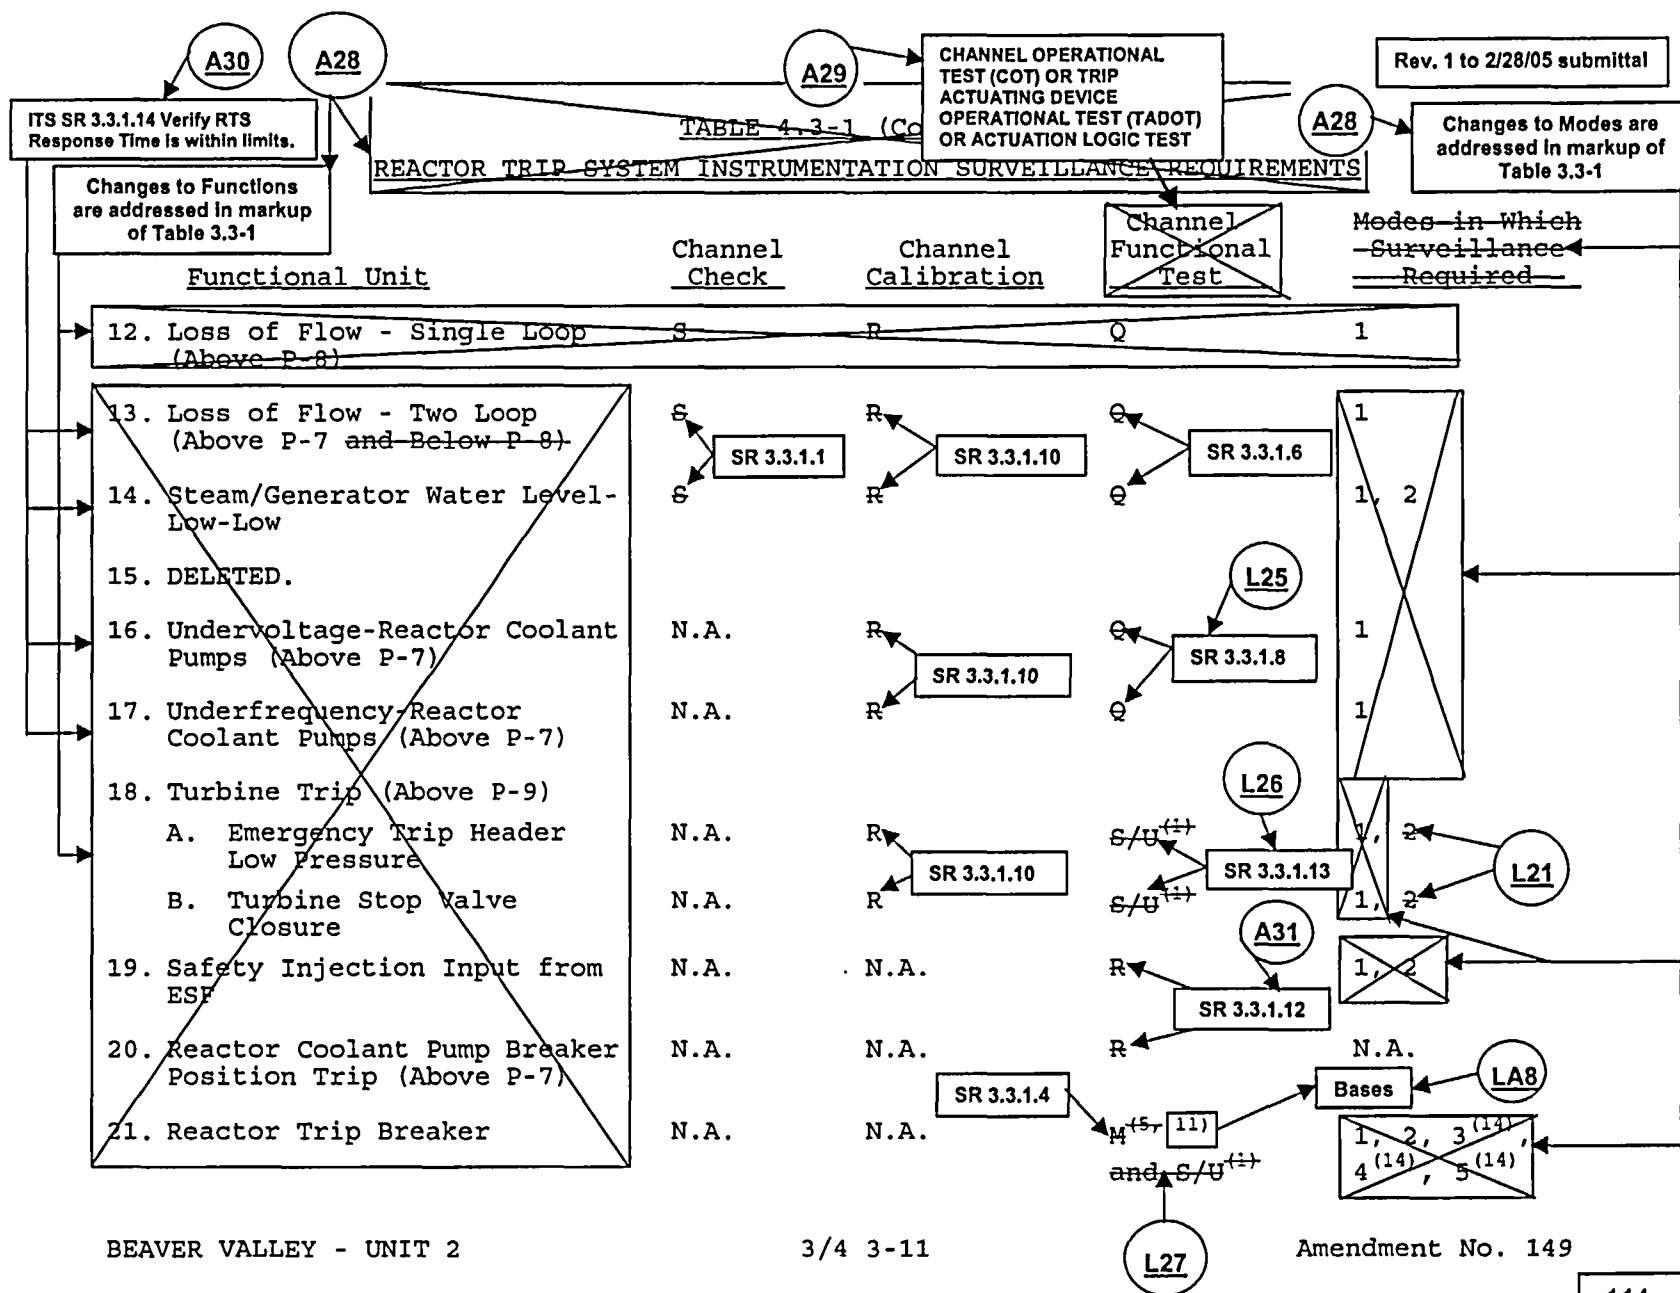 A30
A28
A29
CHANNEL OPERATIONAL
TEST (COT) OR TRIP
ACTUATING DEVICE
OPERATIONAL TEST (TADOT)
OR ACTUATION LOGIC TEST
Rev. 1 to 2/28/05 submittal
ITS SR 3.3.1.14 Verify RTS
Response Time is within limits.
A28
Changes to Modes are
addressed in markup of
Table 3.3-1
TABLE 4.3-1 (Co
REACTOR TRIP SYSTEM INSTRUMENTATION SURVEILLANCE REQUIREMENTS
Changes to Functions
are addressed in markup
of Table 3.3-1
Functional Unit
Channel
Check
Channel
Calibration
Channel
Functional
Test
Modes in Which
Surveillance
Required
12. Loss of Flow - Single Loop S R Q 1
(Above P-8)
13. Loss of Flow - Two Loop S R Q 1
(Above P-7 and Below P-8)
SR 3.3.1.1
SR 3.3.1.10
SR 3.3.1.6
14. Steam/Generator Water Level- S R Q 1, 2
Low-Low
15. DELETED.
L25
16. Undervoltage-Reactor Coolant N.A. R Q 1
Pumps (Above P-7)
SR 3.3.1.10
SR 3.3.1.8
17. Underfrequency-Reactor N.A. R Q 1
Coolant Pumps (Above P-7)
18. Turbine Trip (Above P-9)
L26
A. Emergency Trip Header N.A. R S/U(1) 1, 2
Low Pressure
SR 3.3.1.10
SR 3.3.1.13
L21
B. Turbine Stop Valve N.A. R S/U(1) 1, 2
Closure
A31
19. Safety Injection Input from N.A. N.A. R 1, 2
ESF
SR 3.3.1.12
20. Reactor Coolant Pump Breaker N.A. N.A. R N.A.
Position Trip (Above P-7)
SR 3.3.1.4
Bases
LA8
21. Reactor Trip Breaker N.A. N.A. M(5, 11) 1, 2, 3(14),
and S/U(1) 4(14), 5(14)
BEAVER VALLEY - UNIT 2
3/4 3-11
Amendment No. 149
L27